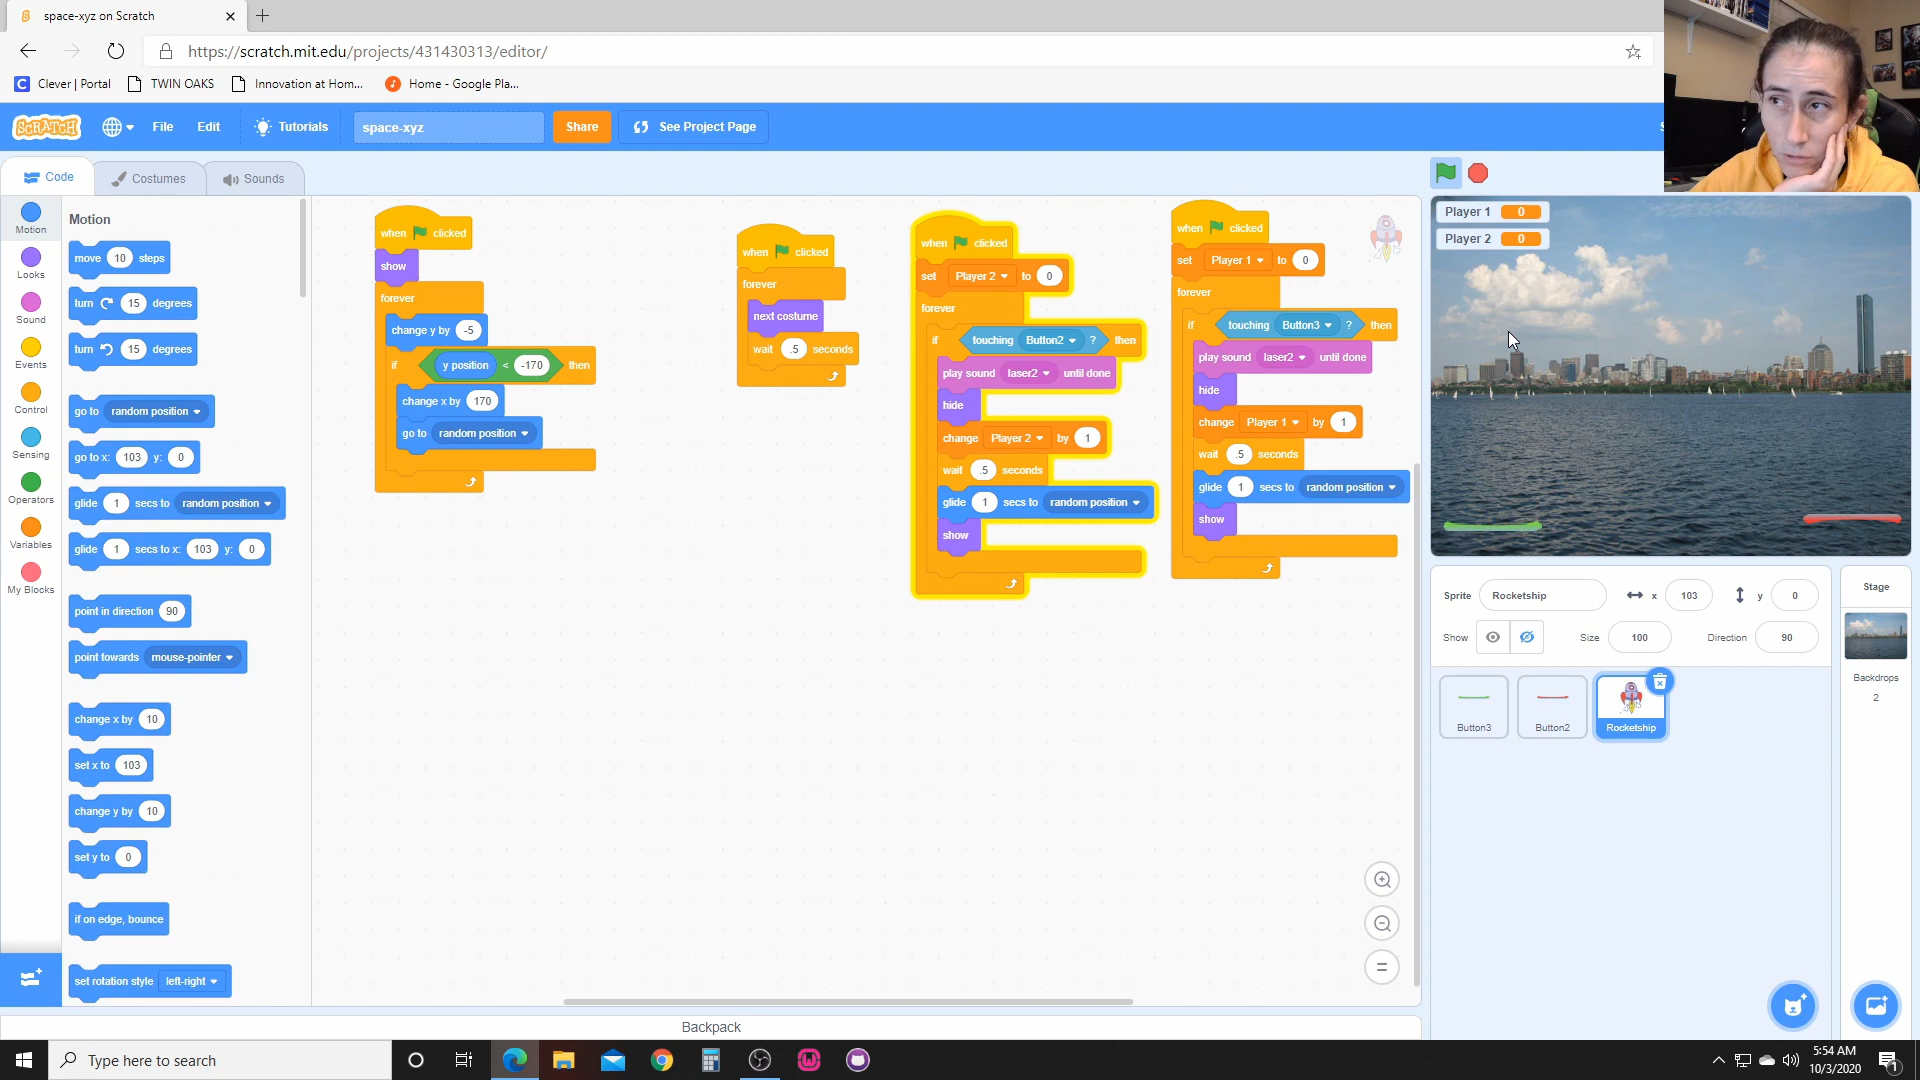 space-xyz on Scratch
https://scratch.mit.edu/projects/431430313/editor/
Clever | Portal
TWIN OAKS
Innovation at Hom...
Home - Google Pla...
SCRATCH
File
Edit
Tutorials
space-xyz
Share
See Project Page
Code
Costumes
Sounds
Motion
Looks
Sound
Events
Control
Sensing
Operators
Variables
My Blocks
Motion
move 10 steps
turn 15 degrees
turn 15 degrees
go to random position
go to x: 103 y: 0
glide 1 secs to random position
glide 1 secs to x: 103 y: 0
point in direction 90
point towards mouse-pointer
change x by 10
set x to 103
change y by 10
set y to 0
if on edge, bounce
set rotation style left-right
when clicked
show
forever
change y by -5
if y position < -170 then
change x by 170
go to random position
when clicked
forever
next costume
wait .5 seconds
when clicked
set Player 2 to 0
forever
if touching Button2 ? then
play sound laser2 until done
hide
change Player 2 by 1
wait .5 seconds
glide 1 secs to random position
show
when clicked
set Player 1 to 0
forever
if touching Button3 ? then
play sound laser2 until done
hide
change Player 1 by 1
wait .5 seconds
glide 1 secs to random position
show
Player 1 0
Player 2 0
Sprite Rocketship x 103 y 0
Show Size 100 Direction 90
Button3
Button2
Rocketship
Stage
Backdrops
2
Backpack
Type here to search
5:54 AM
10/3/2020
1